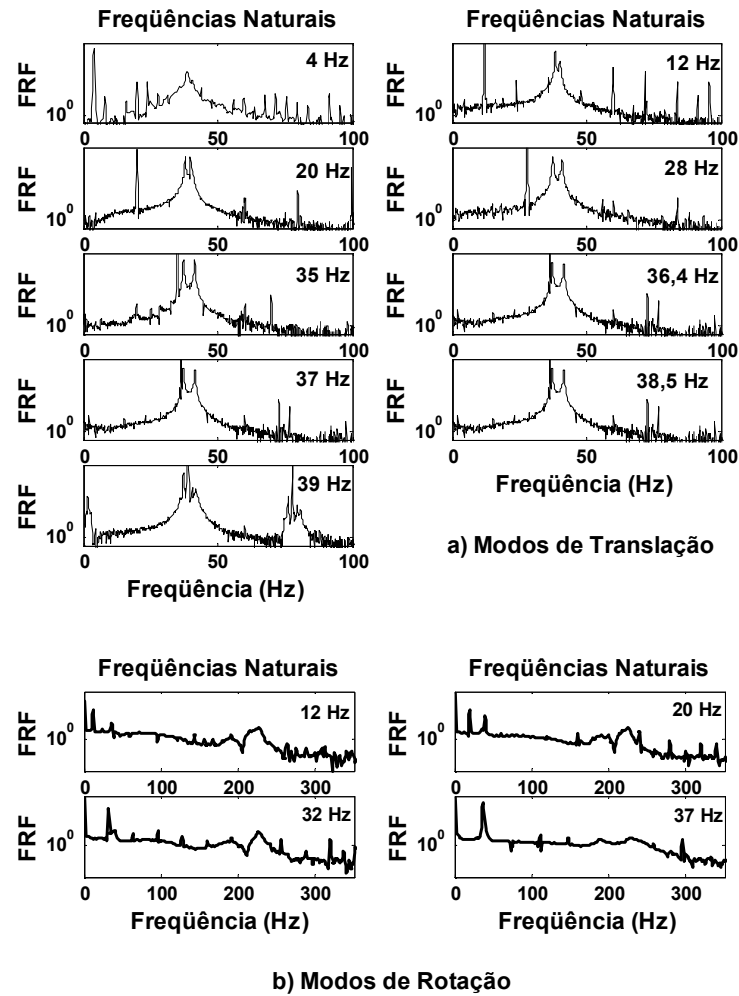 Freqüências Naturais
Freqüências Naturais
FRF
10⁰
4 Hz
0 50 100
FRF
10⁰
12 Hz
0 50 100
FRF
10⁰
20 Hz
0 50 100
FRF
10⁰
28 Hz
0 50 100
FRF
10⁰
35 Hz
0 50 100
FRF
10⁰
36,4 Hz
0 50 100
FRF
10⁰
37 Hz
0 50 100
FRF
10⁰
38,5 Hz
0 50 100
Freqüência (Hz)
FRF
10⁰
39 Hz
0 50 100
Freqüência (Hz)
a) Modos de Translação
Freqüências Naturais
Freqüências Naturais
FRF
10⁰
12 Hz
0 100 200 300
FRF
10⁰
20 Hz
0 100 200 300
FRF
10⁰
32 Hz
0 100 200 300
Freqüência (Hz)
FRF
10⁰
37 Hz
0 100 200 300
Freqüência (Hz)
b) Modos de Rotação